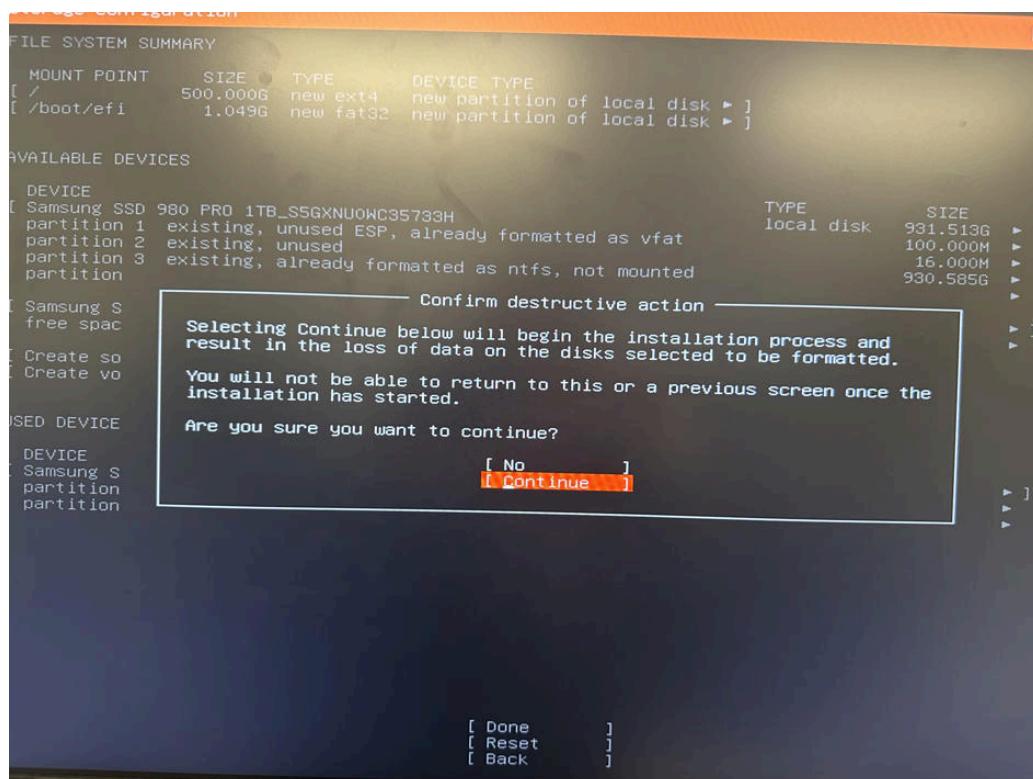 Storage configuration
FILE SYSTEM SUMMARY
MOUNT POINT SIZE TYPE DEVICE TYPE
[ / 500.000G new ext4 new partition of local disk ► ]
[ /boot/efi 1.049G new fat32 new partition of local disk ► ]
AVAILABLE DEVICES
DEVICE TYPE SIZE
[ Samsung SSD 980 PRO 1TB_S5GXNU0WC35733H local disk 931.513G ►
partition 1 existing, unused ESP, already formatted as vfat 100.000M ►
partition 2 existing, unused 16.000M ►
partition 3 existing, already formatted as ntfs, not mounted 930.585G ►
partition ►
[ Samsung S ►
free spac ►
[ Create so
[ Create vo
USED DEVICE
DEVICE
[ Samsung S ► ]
partition ►
partition ►
Confirm destructive action
Selecting Continue below will begin the installation process and
result in the loss of data on the disks selected to be formatted.
You will not be able to return to this or a previous screen once the
installation has started.
Are you sure you want to continue?
[ No ]
[ Continue ]
[ Done ]
[ Reset ]
[ Back ]